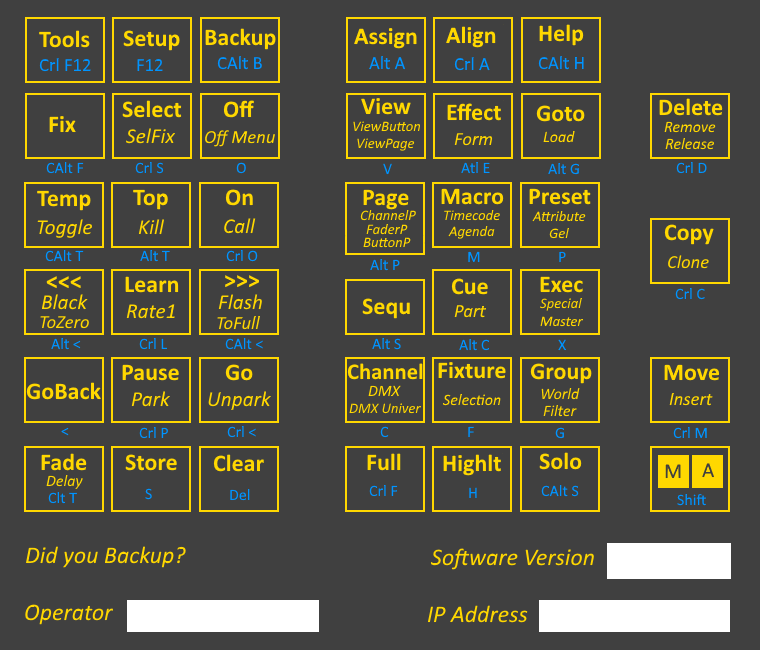 Tools
Crl F12
Setup
F12
Backup
CAlt B
Assign
Alt A
Align
Crl A
Help
CAlt H
Fix
CAlt F
Select
SelFix
Crl S
Off
Off Menu
O
View
ViewButton
ViewPage
V
Effect
Form
Atl E
Goto
Load
Alt G
Delete
Remove
Release
Crl D
Temp
Toggle
CAlt T
Top
Kill
Alt T
On
Call
Crl O
Page
ChannelP
FaderP
ButtonP
Alt P
Macro
Timecode
Agenda
M
Preset
Attribute
Gel
P
Copy
Clone
Crl C
<<<
Black
ToZero
Alt <
Learn
Rate1
Crl L
>>>
Flash
ToFull
CAlt <
Sequ
Alt S
Cue
Part
Alt C
Exec
Special
Master
X
GoBack
<
Pause
Park
Crl P
Go
Unpark
Crl <
Channel
DMX
DMX Univer
C
Fixture
Selection
F
Group
World
Filter
G
Move
Insert
Crl M
Fade
Delay
Clt T
Store
S
Clear
Del
Full
Crl F
Highlt
H
Solo
CAlt S
M A
Shift
Did you Backup?
Software Version
Operator
IP Address